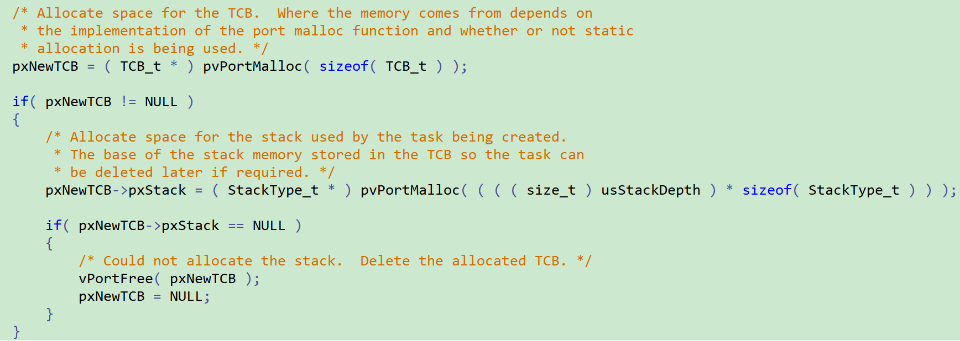 /* Allocate space for the TCB.  Where the memory comes from depends on
 * the implementation of the port malloc function and whether or not static
 * allocation is being used. */
pxNewTCB = ( TCB_t * ) pvPortMalloc( sizeof( TCB_t ) );

if( pxNewTCB != NULL )
{
    /* Allocate space for the stack used by the task being created.
     * The base of the stack memory stored in the TCB so the task can
     * be deleted later if required. */
    pxNewTCB->pxStack = ( StackType_t * ) pvPortMalloc( ( ( ( size_t ) usStackDepth ) * sizeof( StackType_t ) ) );

    if( pxNewTCB->pxStack == NULL )
    {
        /* Could not allocate the stack.  Delete the allocated TCB. */
        vPortFree( pxNewTCB );
        pxNewTCB = NULL;
    }
}